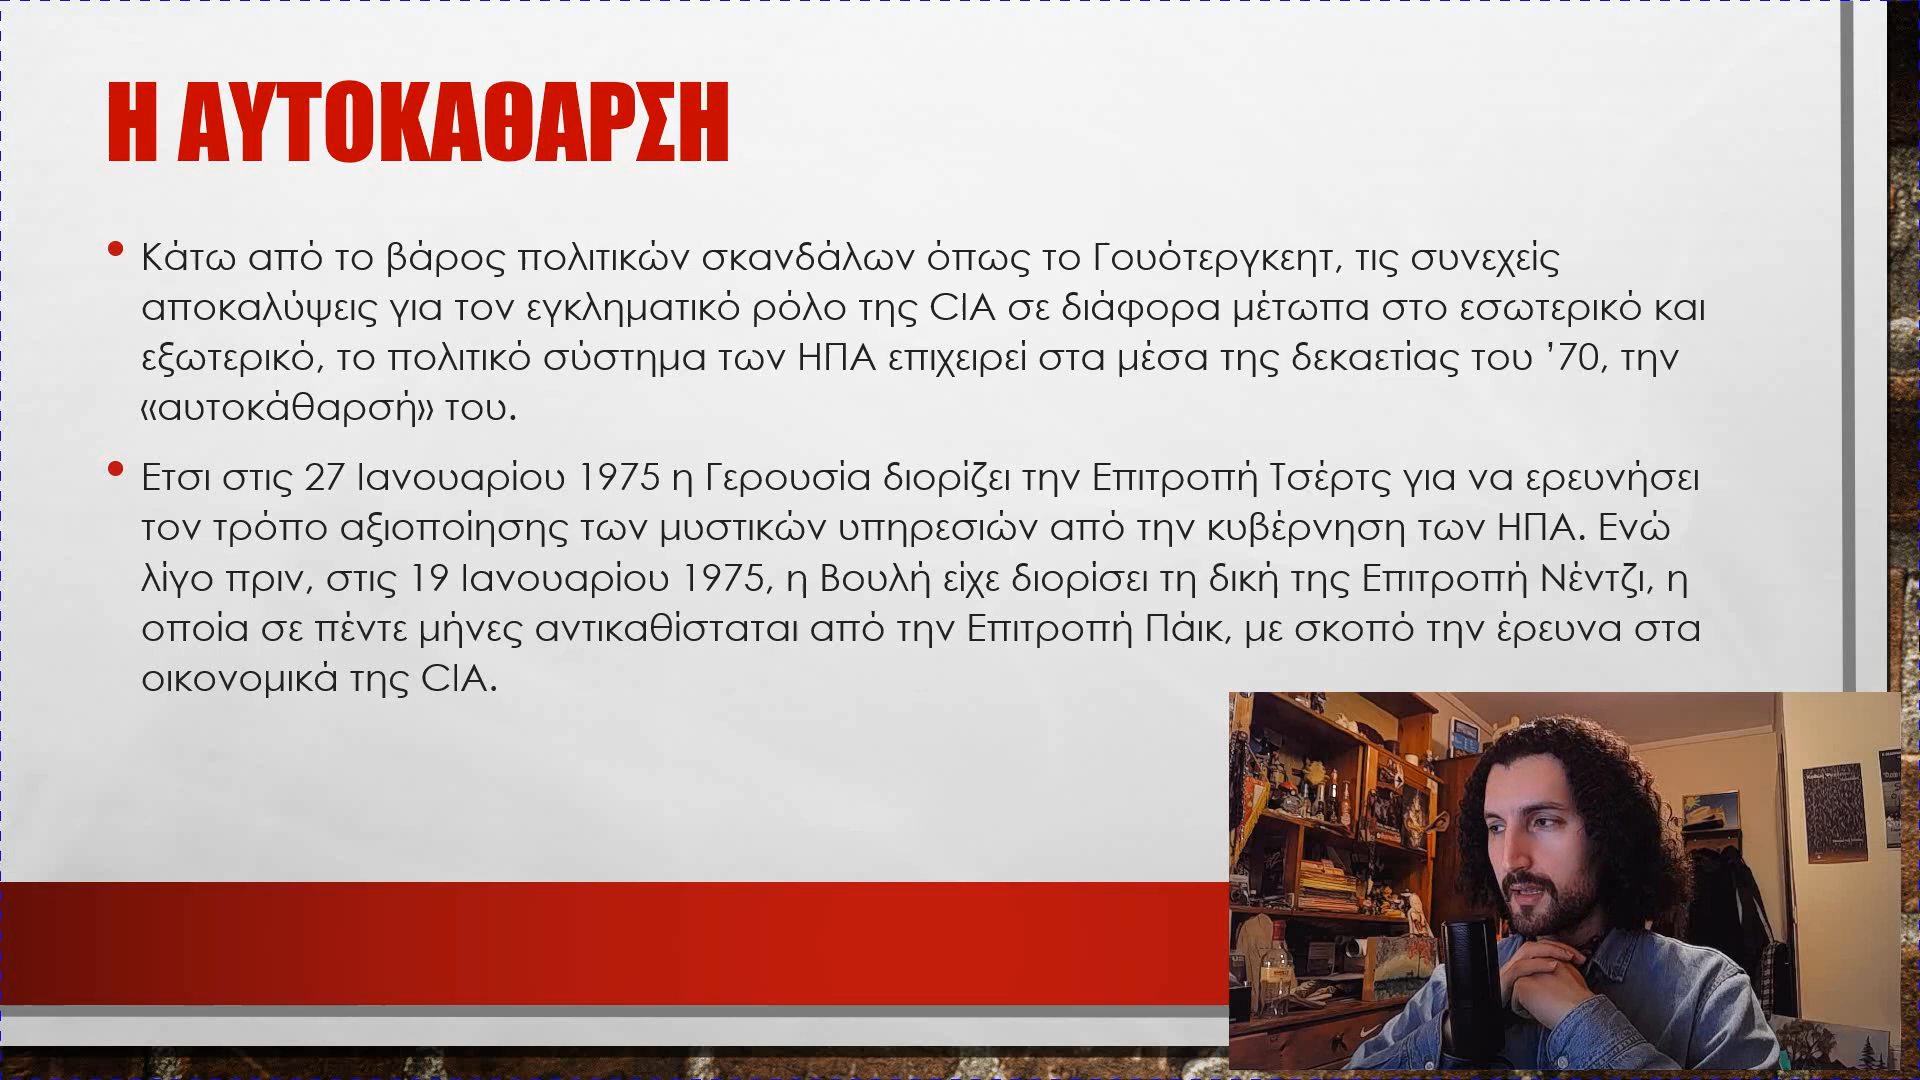 Η ΑΥΤΟΚΑΘΑΡΣΗ
• Κάτω από το βάρος πολιτικών σκανδάλων όπως το Γουότεργκεητ, τις συνεχείς
αποκαλύψεις για τον εγκληματικό ρόλο της CIA σε διάφορα μέτωπα στο εσωτερικό και
εξωτερικό, το πολιτικό σύστημα των ΗΠΑ επιχειρεί στα μέσα της δεκαετίας του ’70, την
«αυτοκάθαρσή» του.
• Ετσι στις 27 Ιανουαρίου 1975 η Γερουσία διορίζει την Επιτροπή Τσέρτς για να ερευνήσει
τον τρόπο αξιοποίησης των μυστικών υπηρεσιών από την κυβέρνηση των ΗΠΑ. Ενώ
λίγο πριν, στις 19 Ιανουαρίου 1975, η Βουλή είχε διορίσει τη δική της Επιτροπή Νέντζι, η
οποία σε πέντε μήνες αντικαθίσταται από την Επιτροπή Πάικ, με σκοπό την έρευνα στα
οικονομικά της CIA.